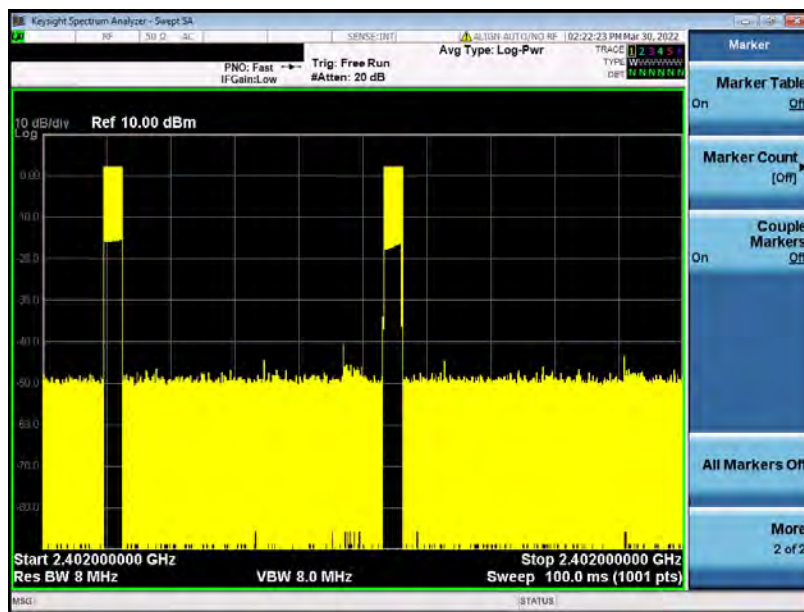 Keysight Spectrum Analyzer - Swept SA
RF 50 Ω AC SENSE:INT ALIGN AUTO/NO RF 02:22:23 PM Mar 30, 2022
Marker
Avg Type: Log-Pwr
TRACE 1 2 3 4 5 6
PNO: Fast Trig: Free Run
TYPE W
IFGain:Low #Atten: 20 dB
DET N N N N N N
Marker Table
On Off
10 dB/div Ref 10.00 dBm
Log
Marker Count
[Off]
0.00
-10.0
Couple
Markers
On Off
-20.0
-30.0
-40.0
-50.0
-60.0
All Markers Off
-70.0
-80.0
More
2 of 2
Start 2.402000000 GHz Stop 2.402000000 GHz
Res BW 8 MHz VBW 8.0 MHz Sweep 100.0 ms (1001 pts)
MSG STATUS